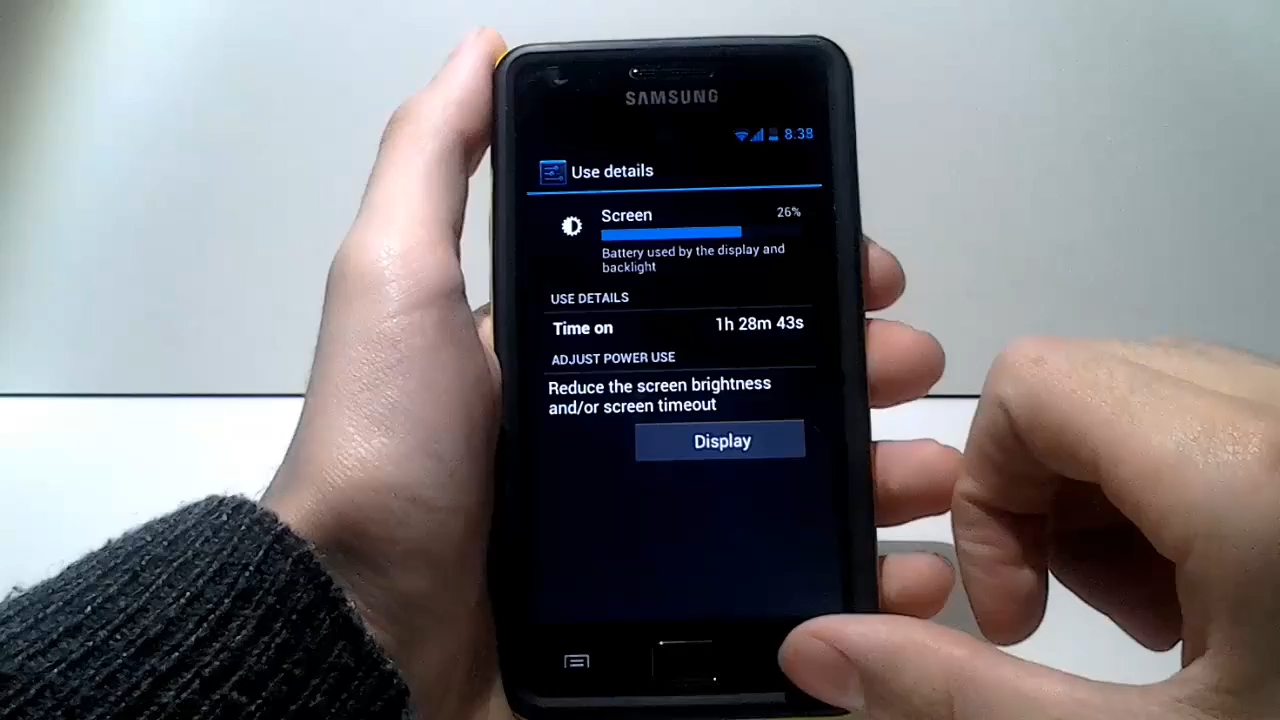 SAMSUNG
8:38
Use details
Screen 26%
Battery used by the display and
backlight
USE DETAILS
Time on 1h 28m 43s
ADJUST POWER USE
Reduce the screen brightness
and/or screen timeout
Display